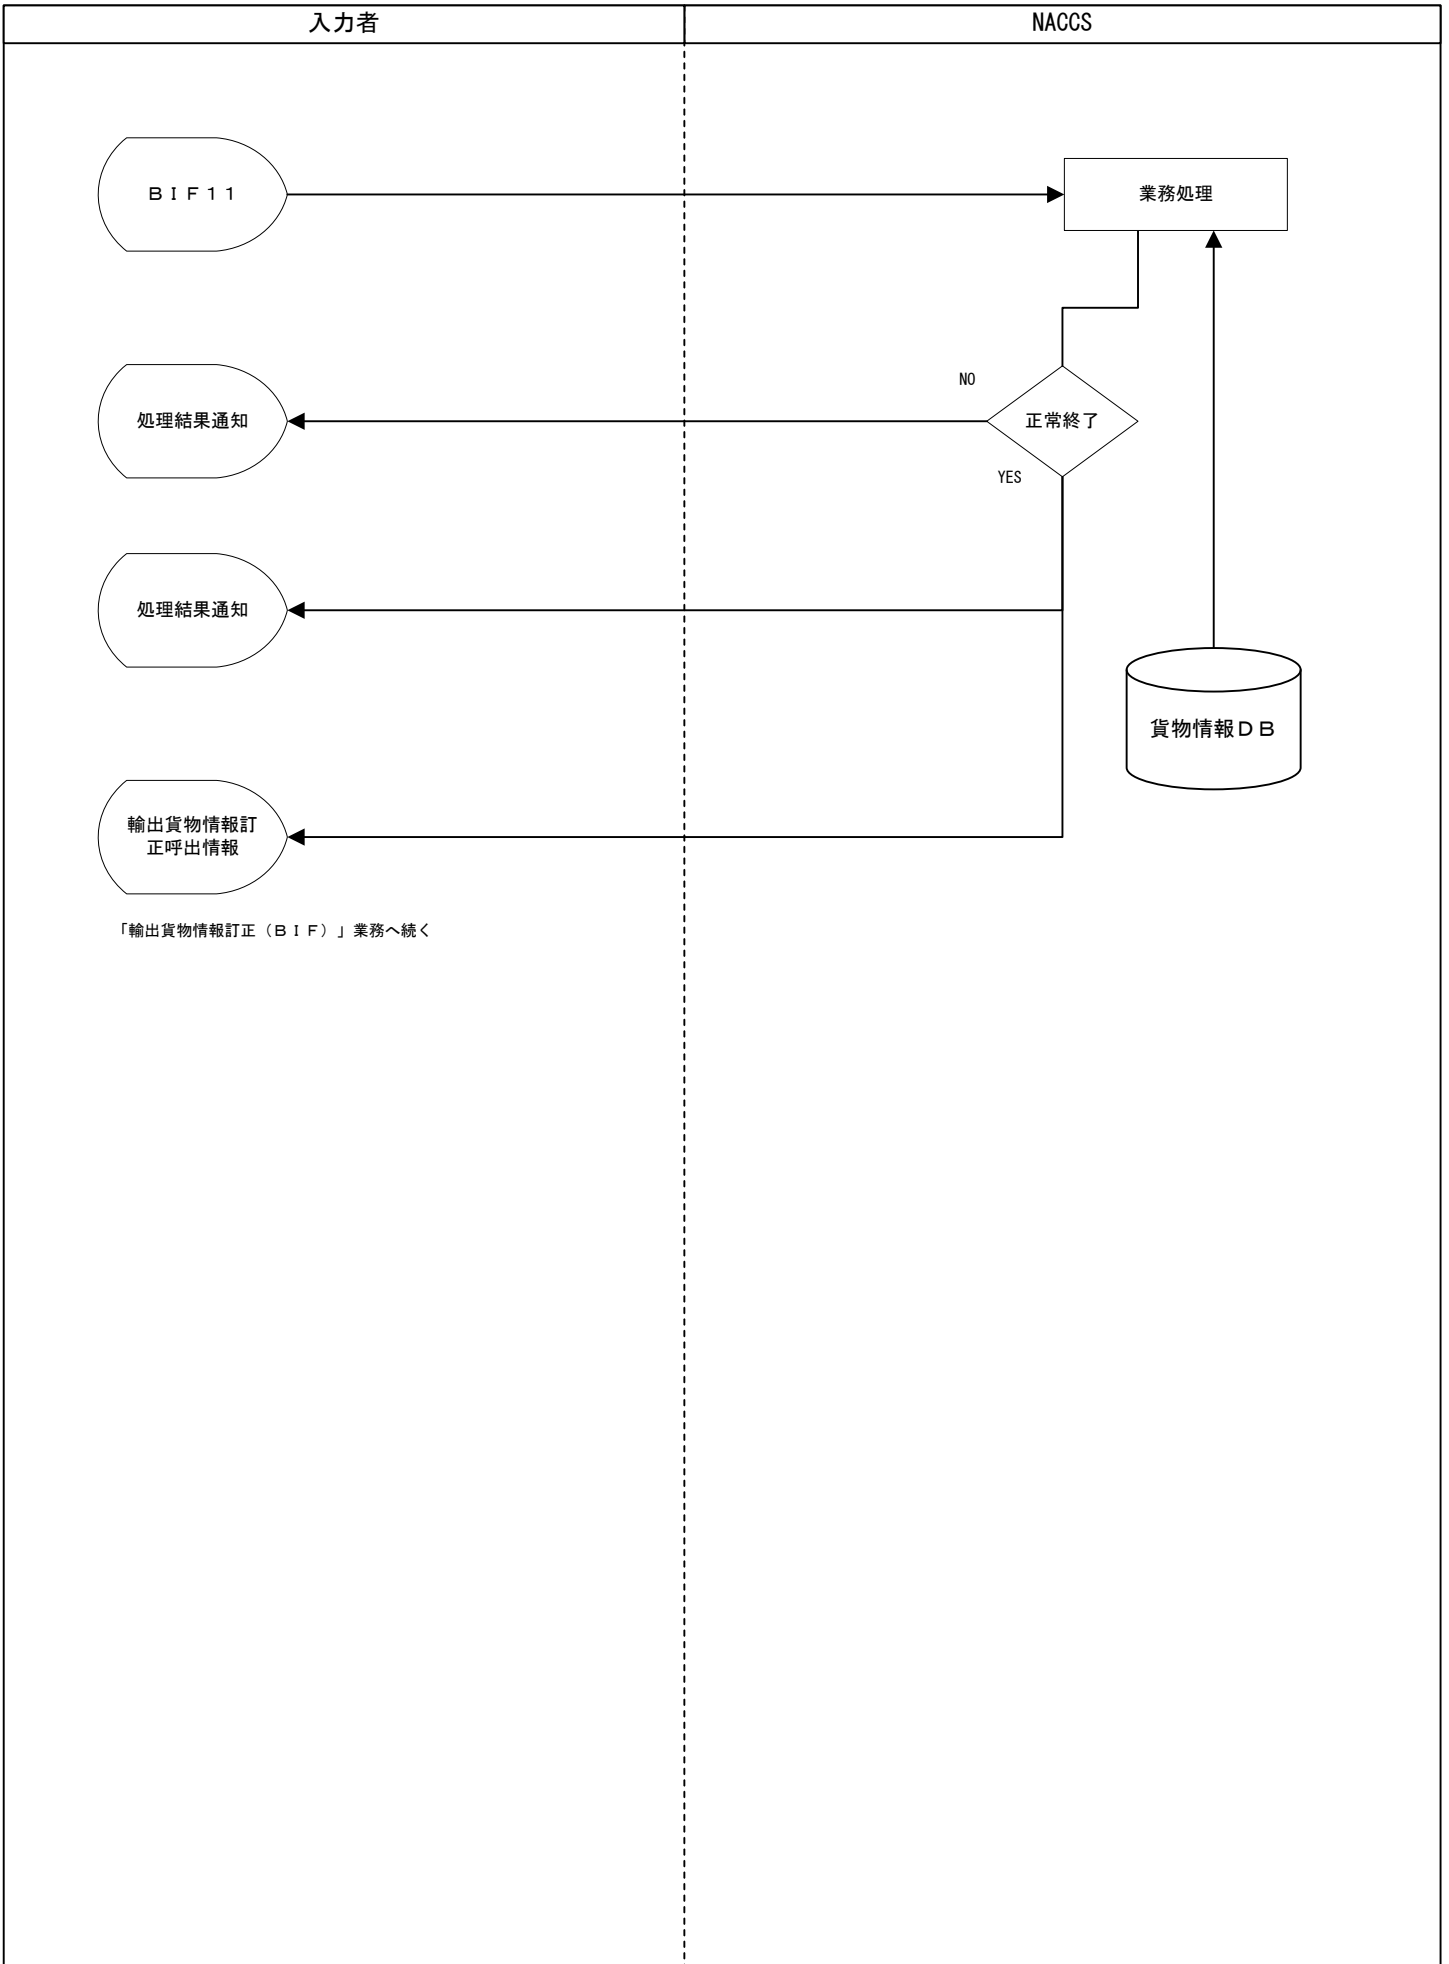 入力者
NACCS
ＢＩＦ１１
業務処理
NO
処理結果通知
正常終了
YES
処理結果通知
貨物情報ＤＢ
輸出貨物情報訂
正呼出情報
「輸出貨物情報訂正（ＢＩＦ）」業務へ続く